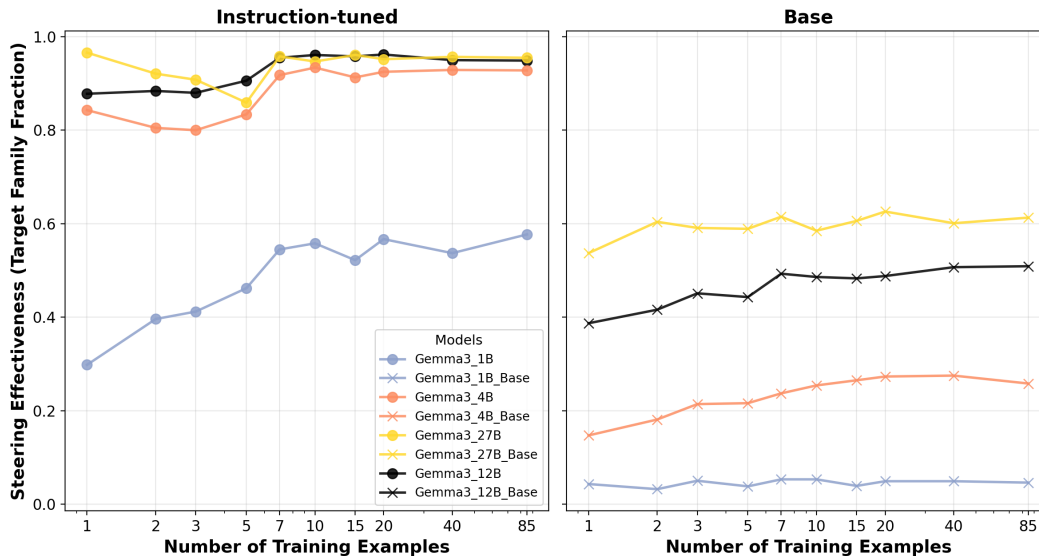 Instruction-tuned
Base
Steering Effectiveness (Target Family Fraction)
1.0
0.8
0.6
0.4
0.2
0.0
Models
Gemma3_1B
Gemma3_1B_Base
Gemma3_4B
Gemma3_4B_Base
Gemma3_27B
Gemma3_27B_Base
Gemma3_12B
Gemma3_12B_Base
1 2 3 5 7 10 15 20 40 85
1 2 3 5 7 10 15 20 40 85
Number of Training Examples
Number of Training Examples